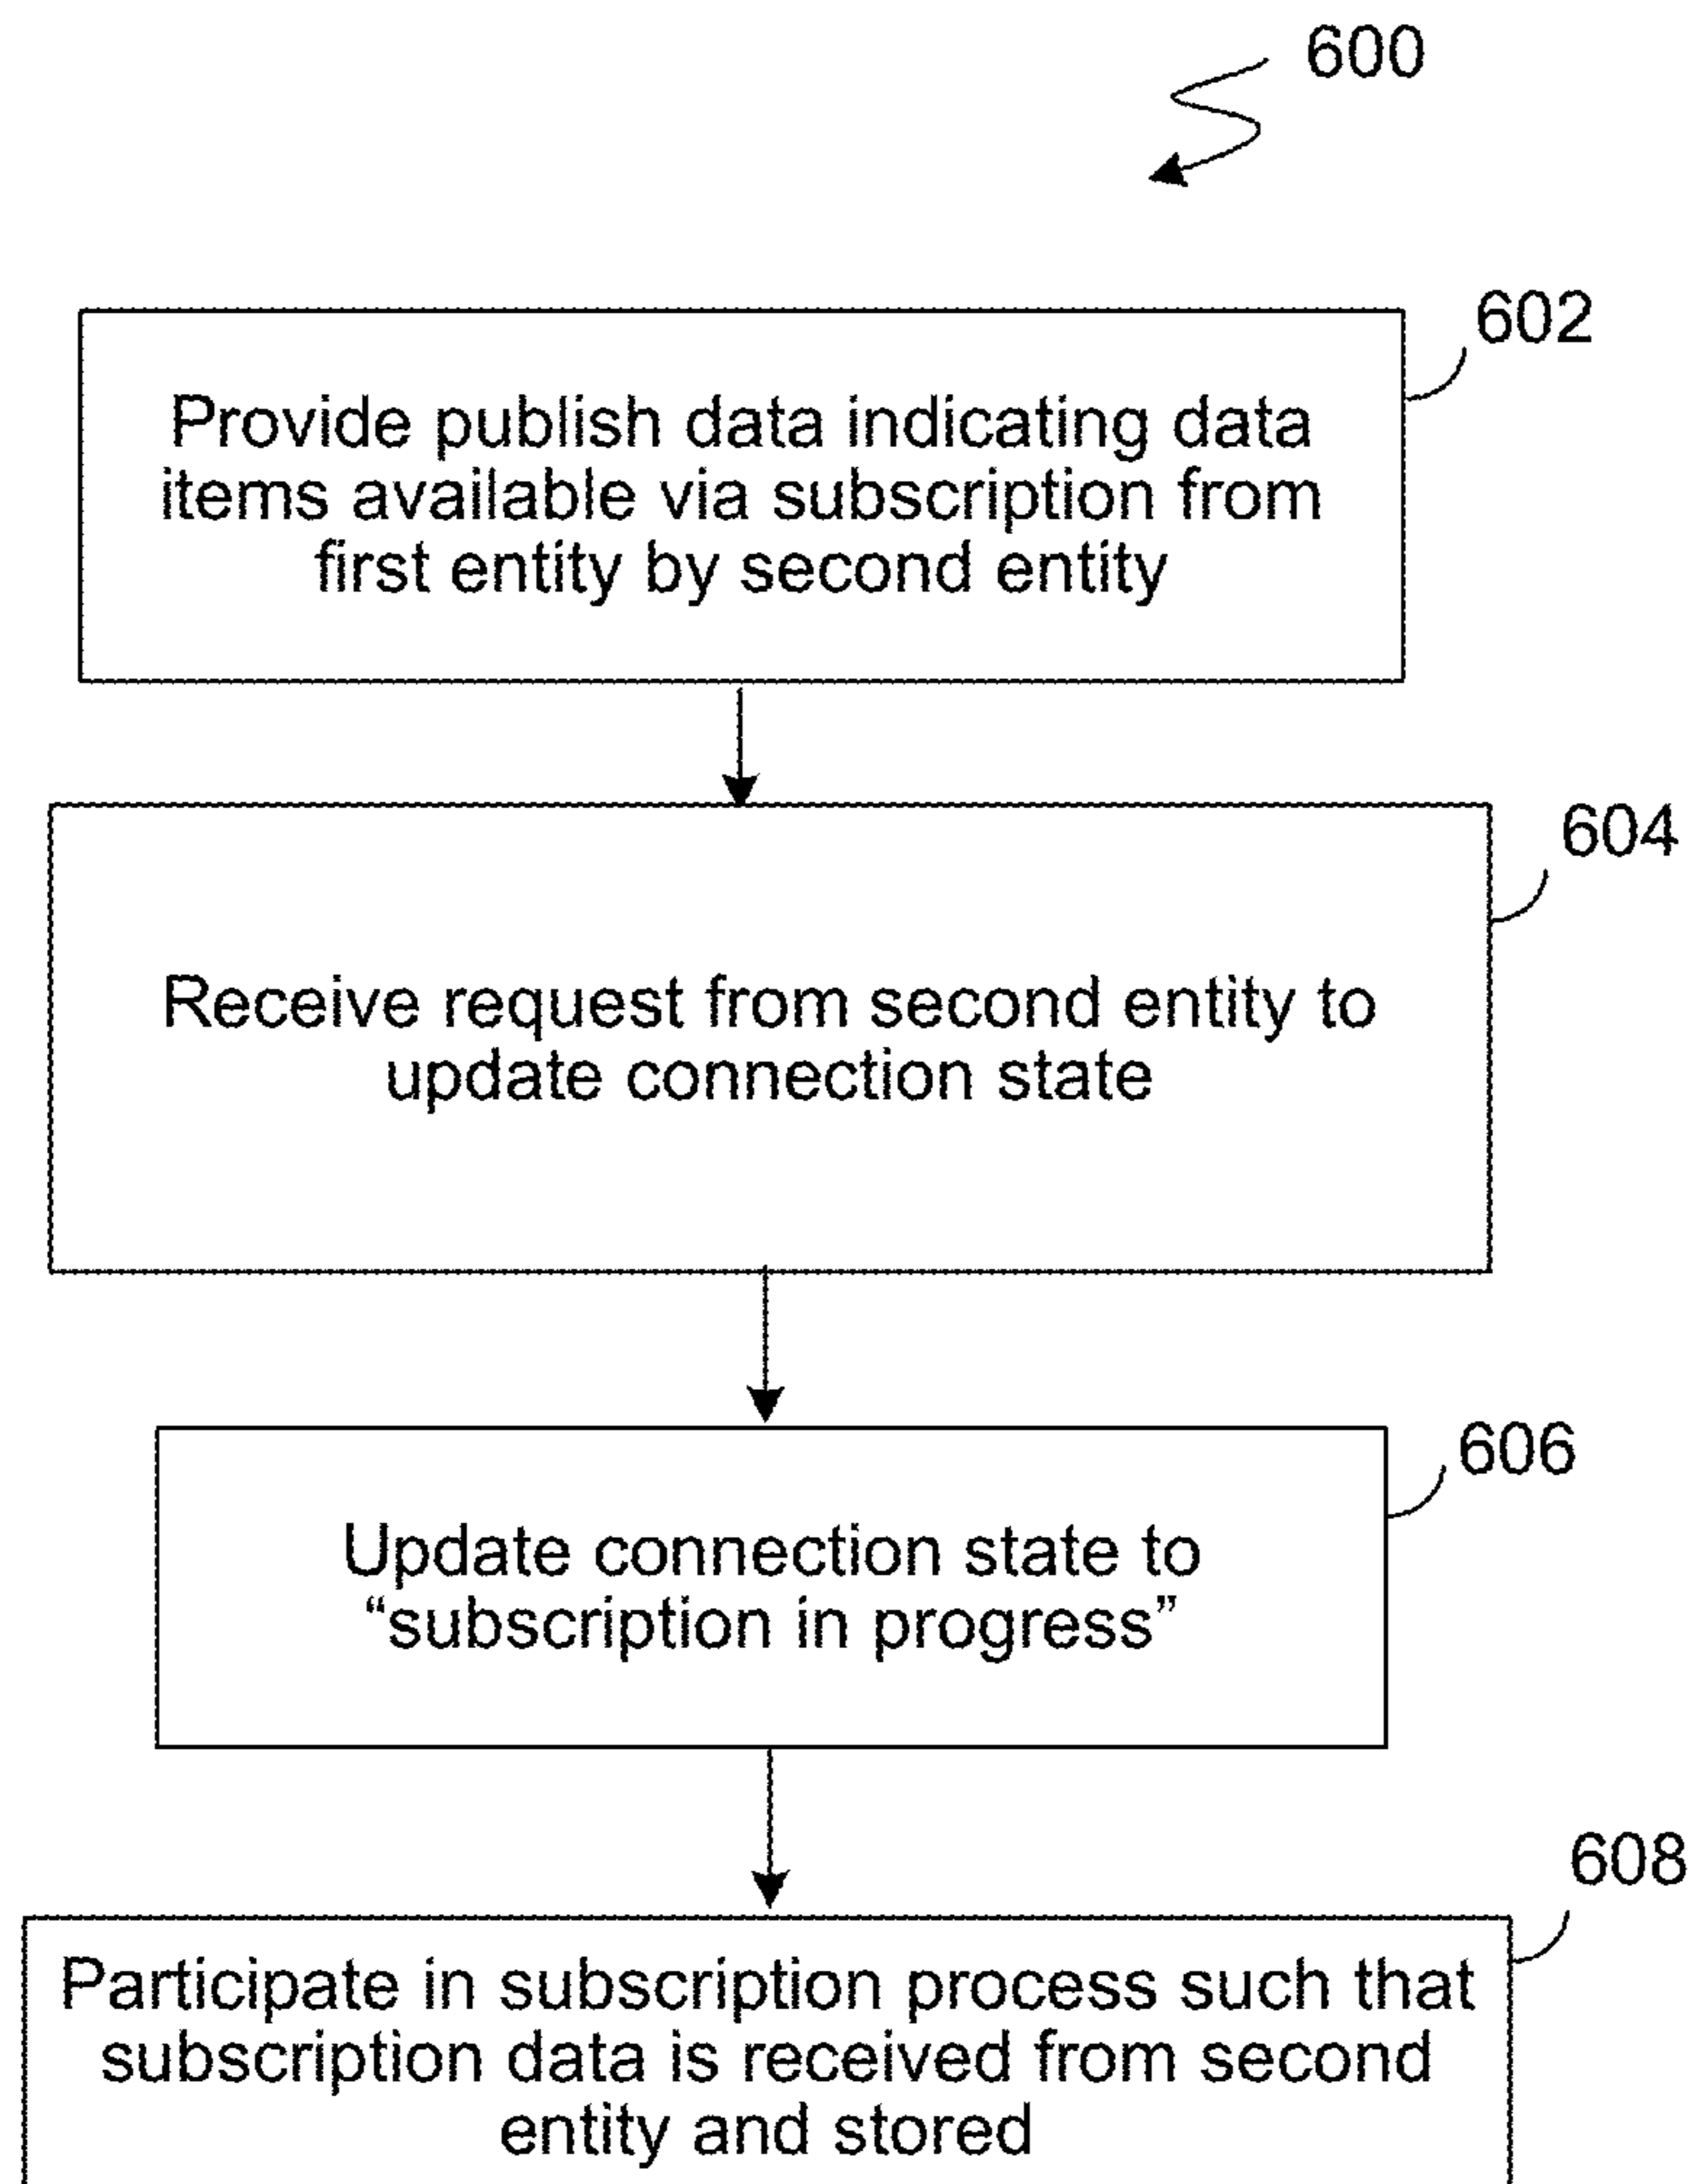 600
602
Provide publish data indicating data
items available via subscription from
first entity by second entity
604
Receive request from second entity to
update connection state
606
Update connection state to
“subscription in progress”
608
Participate in subscription process such that
subscription data is received from second
entity and stored